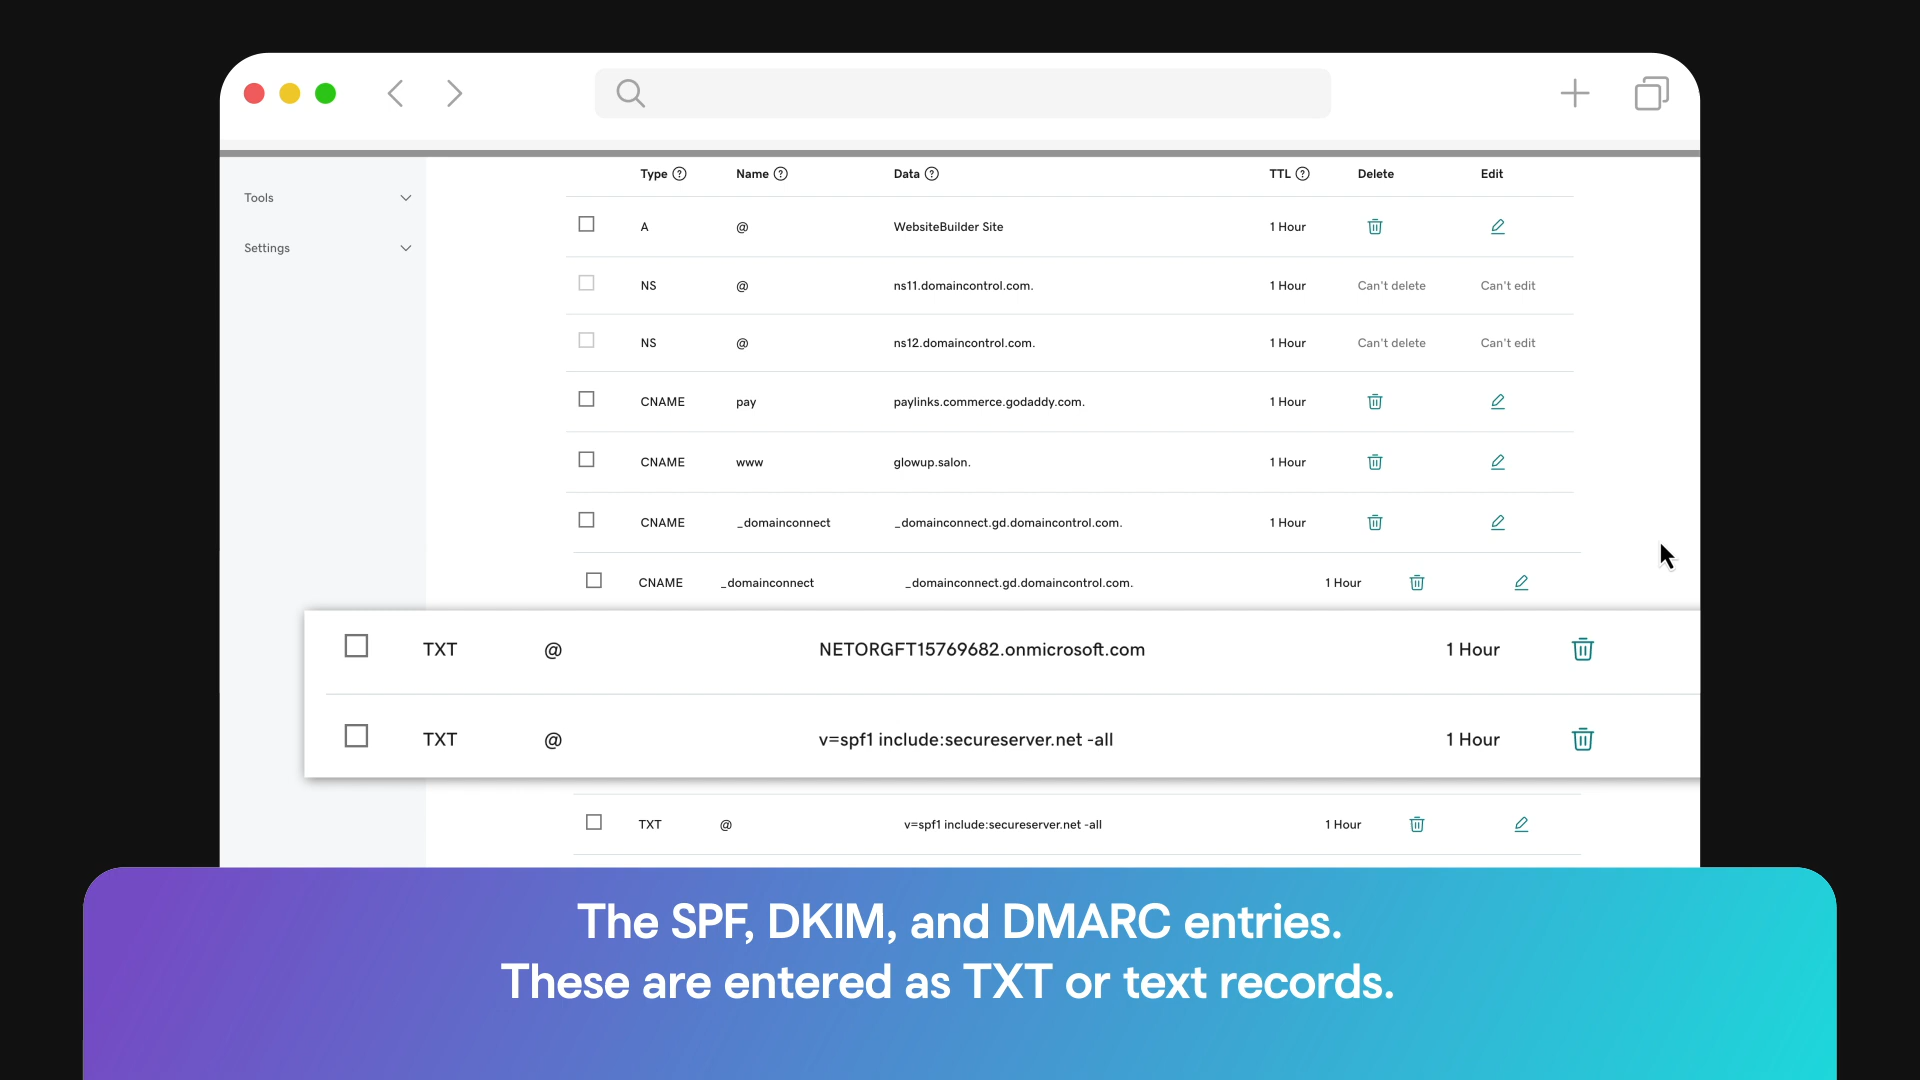 Tools
Settings
Type Name Data TTL Delete Edit
A @ WebsiteBuilder Site 1 Hour
NS @ ns11.domaincontrol.com. 1 Hour Can't delete Can't edit
NS @ ns12.domaincontrol.com. 1 Hour Can't delete Can't edit
CNAME pay paylinks.commerce.godaddy.com. 1 Hour
CNAME www glowup.salon. 1 Hour
CNAME _domainconnect _domainconnect.gd.domaincontrol.com. 1 Hour
CNAME _domainconnect _domainconnect.gd.domaincontrol.com. 1 Hour
TXT @ NETORGFT15769682.onmicrosoft.com 1 Hour
TXT @ v=spf1 include:secureserver.net -all 1 Hour
TXT @ v=spf1 include:secureserver.net -all 1 Hour
The SPF, DKIM, and DMARC entries.
These are entered as TXT or text records.